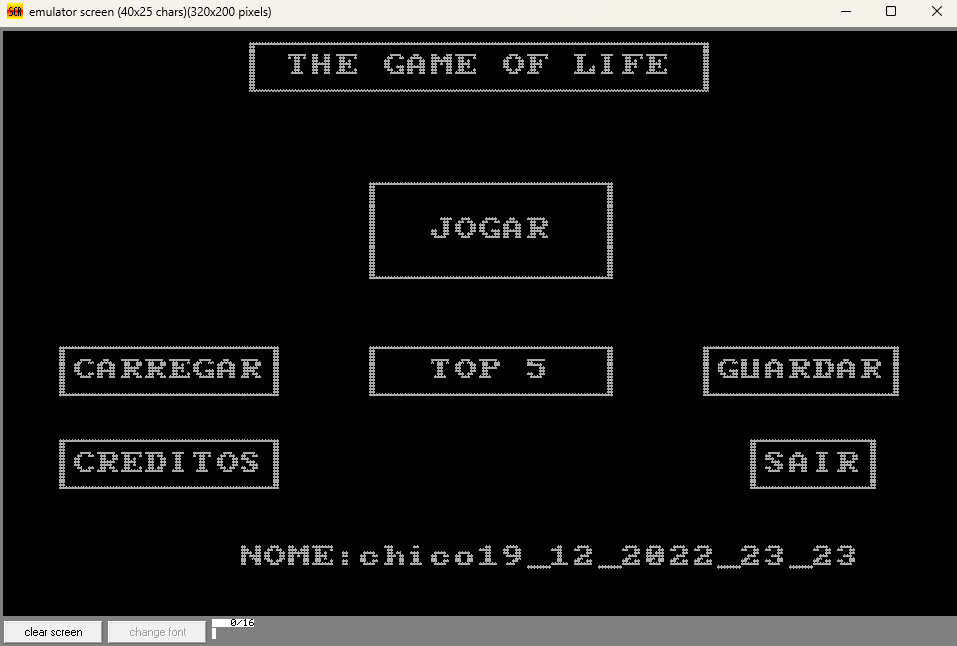 emulator screen (40x25 chars)(320x200 pixels)
THE GAME OF LIFE
JOGAR
CARREGAR TOP 5 GUARDAR
CREDITOS SAIR
NOME:chico19_12_2022_23_23
clear screen change font 0/16